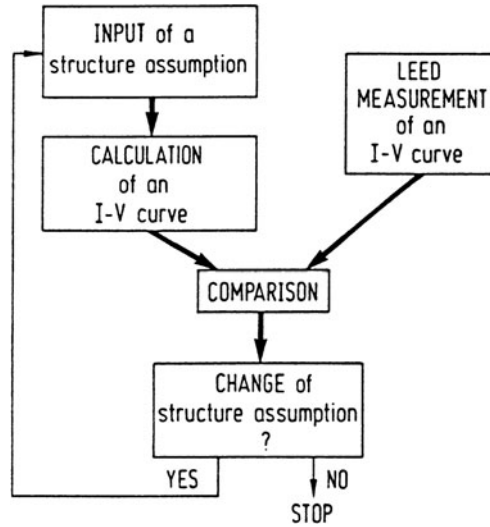 INPUT of a
structure assumption
LEED
MEASUREMENT
of an
I-V curve
CALCULATION
of an
I-V curve
COMPARISON
CHANGE of
structure assumption
?
YES
NO
STOP